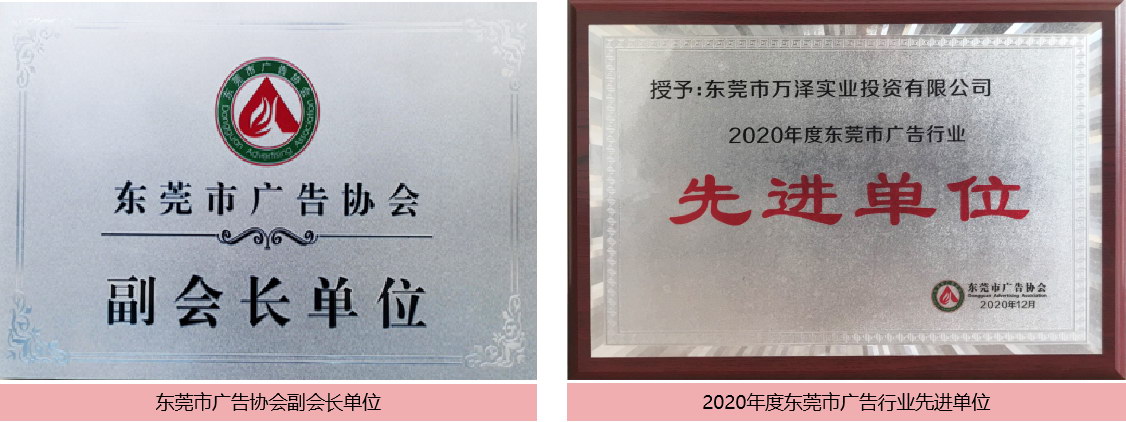 东莞市广告协会
Dongguan Advertising Association
东莞市广告协会
副会长单位
东莞市广告协会副会长单位
授予:东莞市万泽实业投资有限公司
2020年度东莞市广告行业
先进单位
东莞市广告协会
Dongguan Advertising Association
2020年12月
2020年度东莞市广告行业先进单位